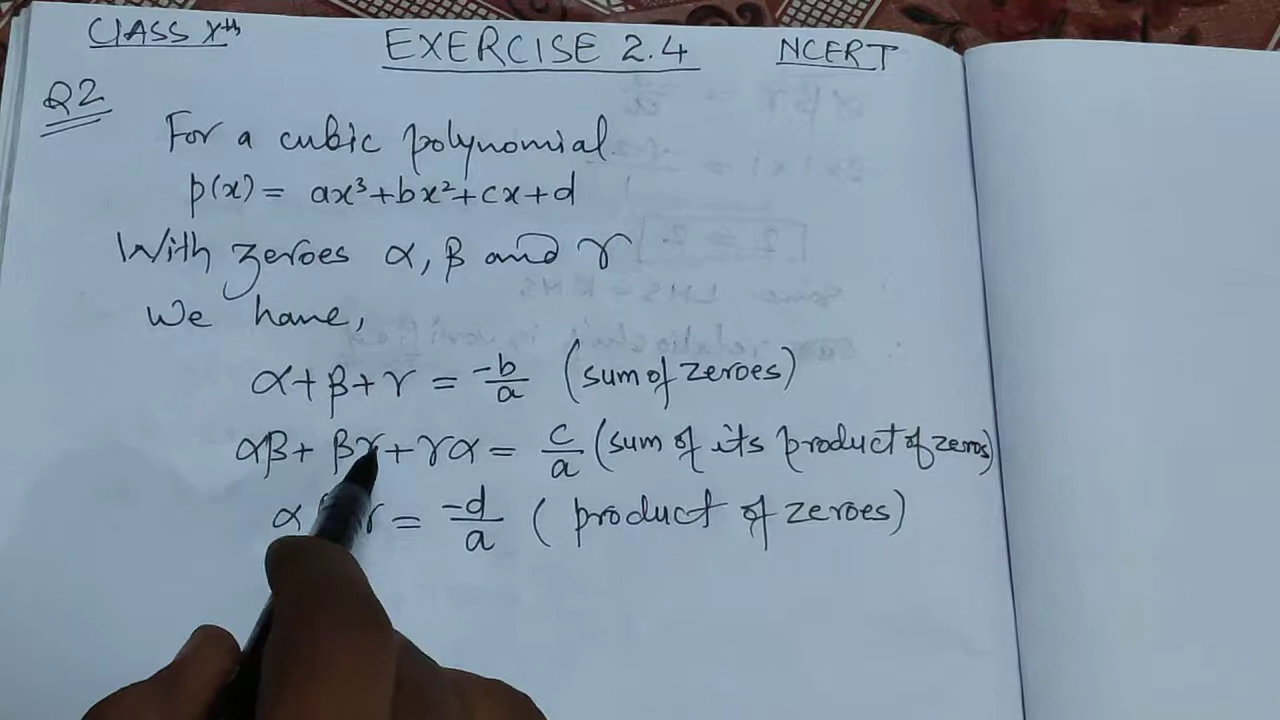 CLASS Xth EXERCISE 2.4 NCERT
Q2
For a cubic polynomial
p(x) = ax³+bx²+cx+d
With zeroes α, β and γ
We have,
α+β+γ = -b/a (sum of zeroes)
αβ+βγ+γα = c/a (sum of its product of zeros)
α γ = -d/a (product of zeroes)